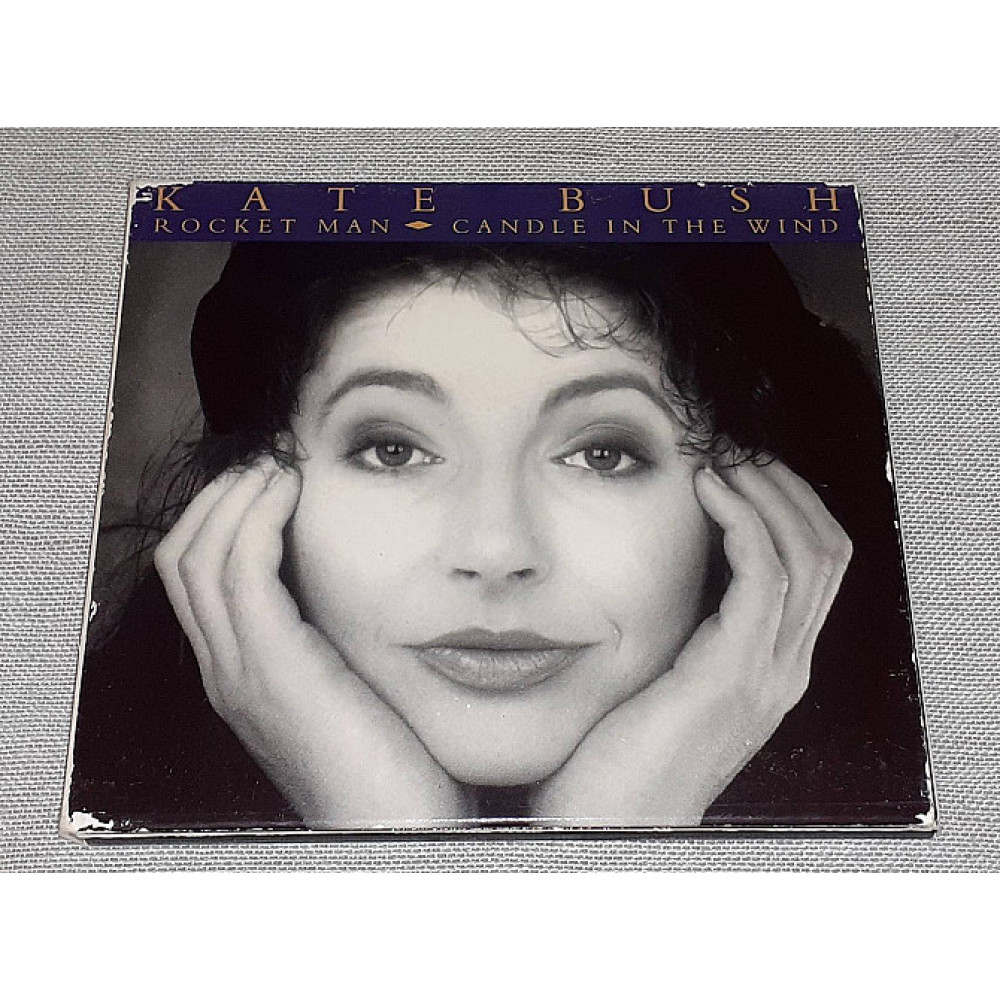 KATE BUSH
ROCKET MAN ◆ CANDLE IN THE WIND